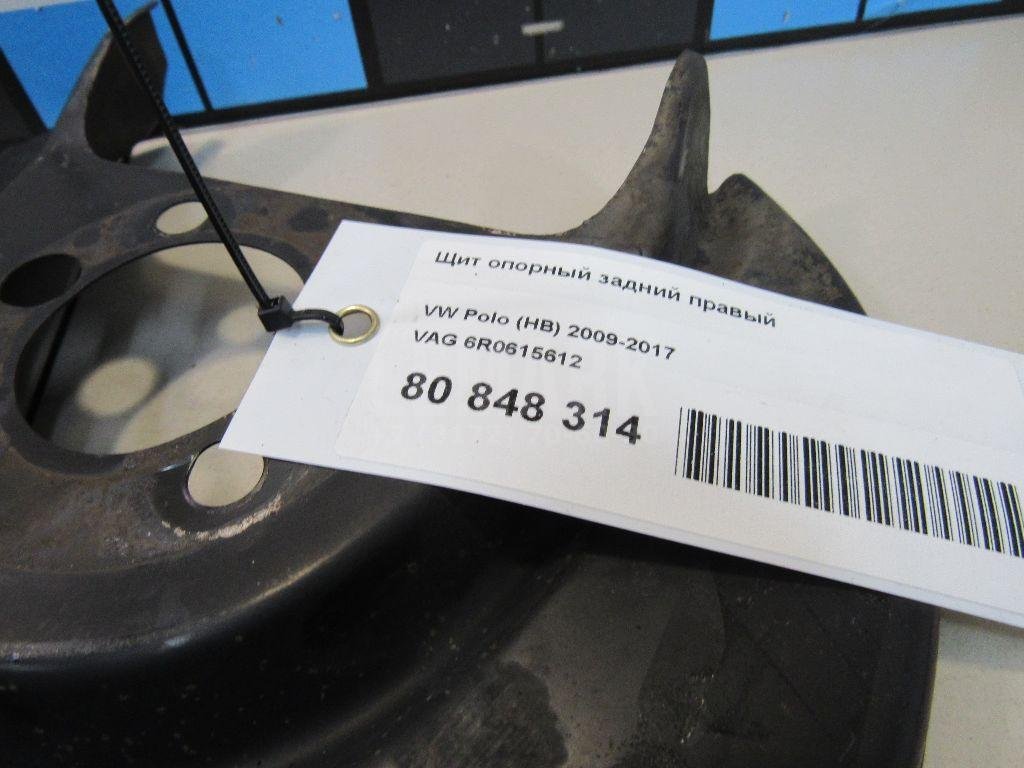 Щит опорный задний правый
VW Polo (HB) 2009-2017
VAG 6R0615612
80 848 314